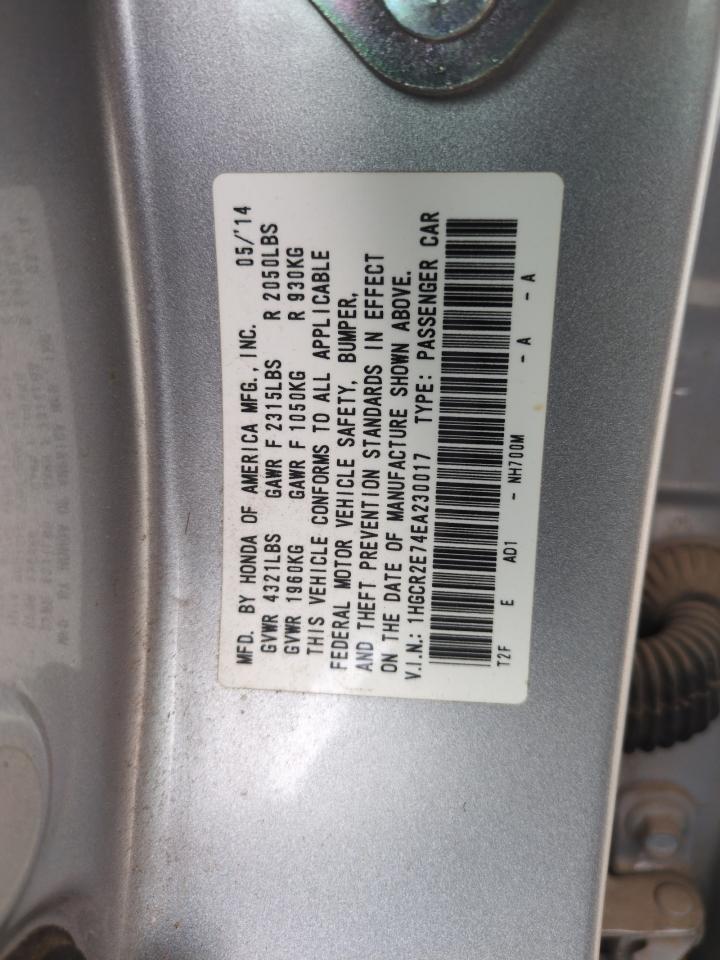 MFD. BY HONDA OF AMERICA MFG., INC. 05/'14
GVWR 4321LBS GAWR F 2315LBS R 2050LBS
GVWR 1960KG GAWR F 1050KG R 930KG
THIS VEHICLE CONFORMS TO ALL APPLICABLE
FEDERAL MOTOR VEHICLE SAFETY, BUMPER,
AND THEFT PREVENTION STANDARDS IN EFFECT
ON THE DATE OF MANUFACTURE SHOWN ABOVE.
V.I.N.: 1HGCR2E74EA230017 TYPE: PASSENGER CAR
T2F E AD1 - NH700M - A - A